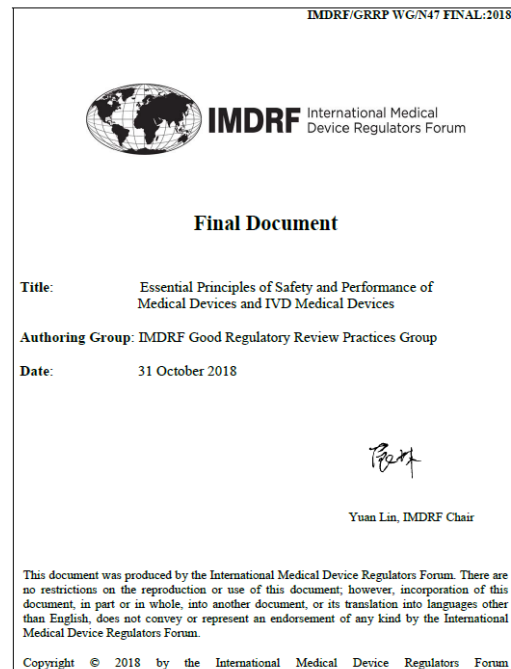 IMDRF/GRRP WG/N47 FINAL:2018
IMDRF International Medical
Device Regulators Forum
Final Document
Title: Essential Principles of Safety and Performance of
Medical Devices and IVD Medical Devices
Authoring Group: IMDRF Good Regulatory Review Practices Group
Date: 31 October 2018
Yuan Lin, IMDRF Chair
This document was produced by the International Medical Device Regulators Forum. There are
no restrictions on the reproduction or use of this document; however, incorporation of this
document, in part or in whole, into another document, or its translation into languages other
than English, does not convey or represent an endorsement of any kind by the International
Medical Device Regulators Forum.
Copyright © 2018 by the International Medical Device Regulators Forum